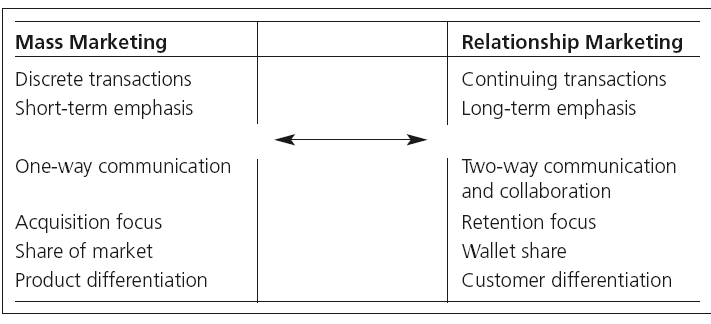 Mass Marketing Relationship Marketing
Discrete transactions Continuing transactions
Short-term emphasis Long-term emphasis
One-way communication Two-way communication
and collaboration
Acquisition focus Retention focus
Share of market Wallet share
Product differentiation Customer differentiation